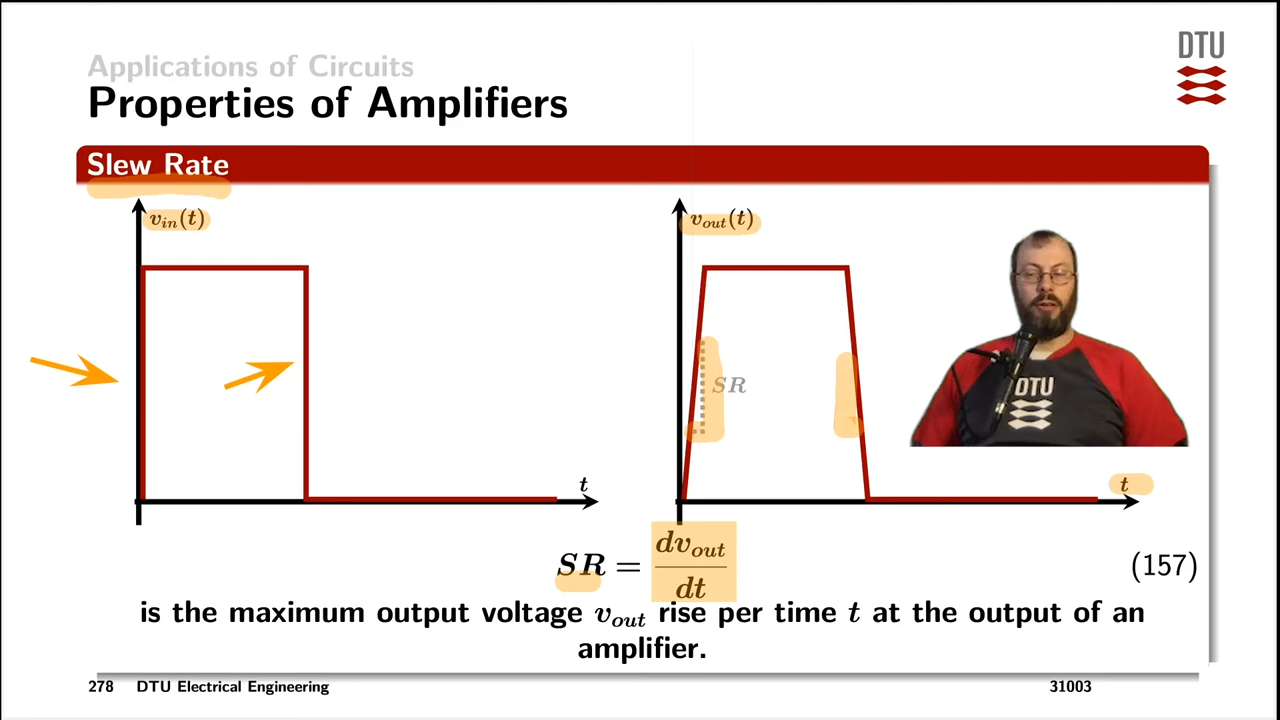 Applications of Circuits
Properties of Amplifiers
DTU
Slew Rate
v_in(t)
v_out(t)
SR
DTU
t
t
SR = dv_out/dt
(157)
is the maximum output voltage v_out rise per time t at the output of an
amplifier.
278 DTU Electrical Engineering
31003